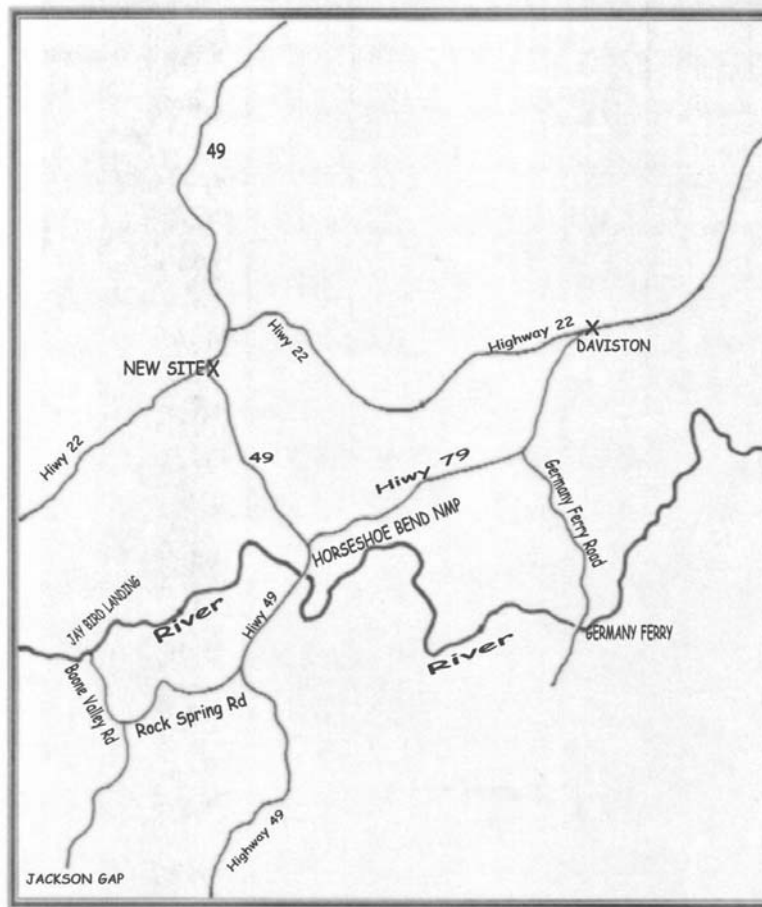 49
Hiwy 22
Highway 22
DAVISTON
NEW SITE X
X
Hiwy 22
49
Hiwy 79
Germany Ferry Road
HORSESHOE BEND NMP
JAY BIRD LANDING
River
Hiwy 49
River
GERMANY FERRY
Boone Valley Rd
Rock Spring Rd
Highway 49
JACKSON GAP